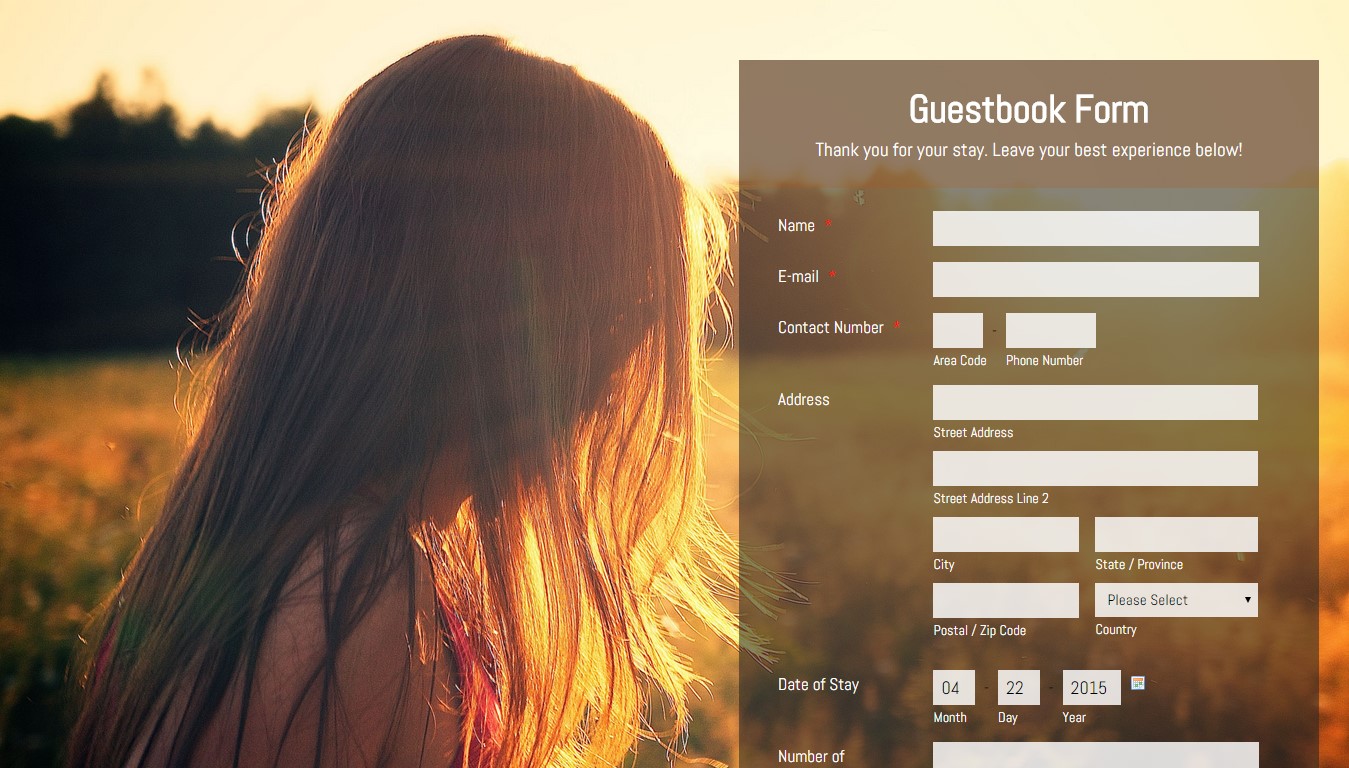 Guestbook Form
Thank you for your stay. Leave your best experience below!
Name *
E-mail *
Contact Number * -
Area Code Phone Number
Address
Street Address
Street Address Line 2
City State / Province
Please Select
Postal / Zip Code Country
Date of Stay 04 - 22 - 2015
Month Day Year
Number of